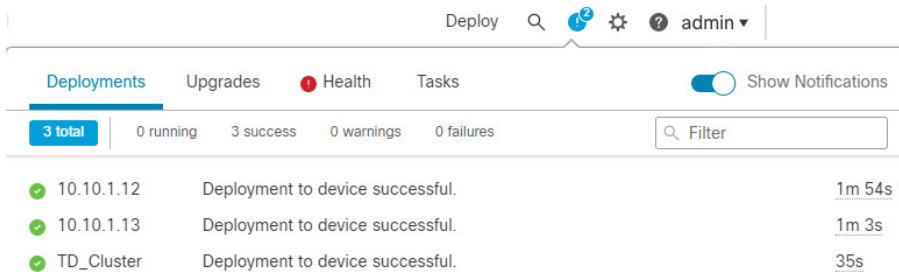 Deploy 2 ? admin
Deployments Upgrades ! Health Tasks Show Notifications
3 total 0 running 3 success 0 warnings 0 failures Filter
10.10.1.12 Deployment to device successful. 1m 54s
10.10.1.13 Deployment to device successful. 1m 3s
TD_Cluster Deployment to device successful. 35s